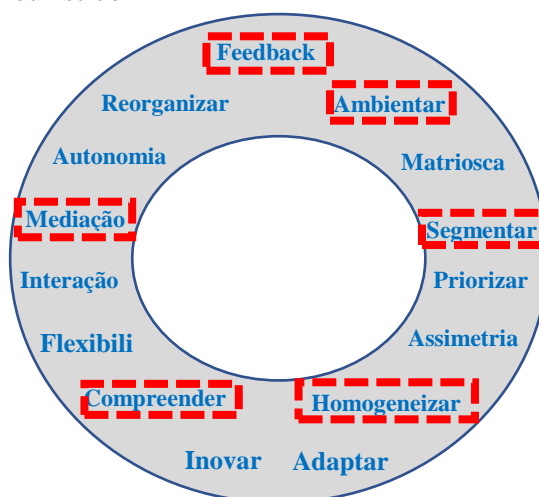 Feedback
Ambientar
Reorganizar
Autonomia
Matriosca
Mediação
Segmentar
Interação
Priorizar
Flexibili
Assimetria
Compreender
Homogeneizar
Inovar
Adaptar